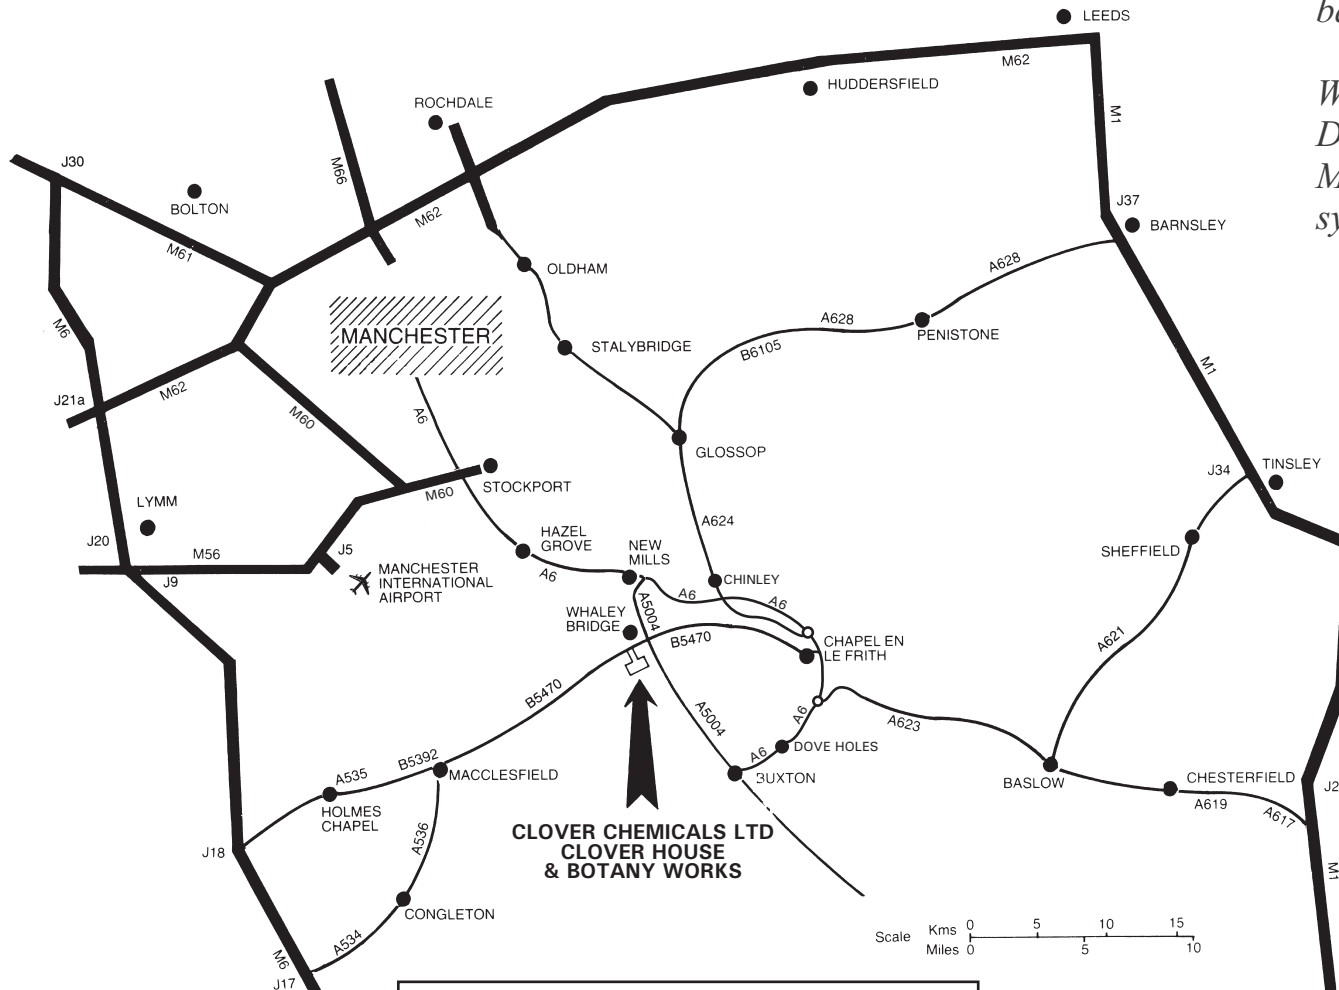 LEEDS
M62
HUDDERSFIELD
M1
ROCHDALE
J30
M66
BOLTON
M62
M61
J37
BARNSLEY
A628
OLDHAM
M6
MANCHESTER
A628
PENISTONE
STALYBRIDGE
B6105
M1
J21a
M62
M60
A6
GLOSSOP
J34
TINSLEY
STOCKPORT
M60
LYMM
A624
J20
M56
J5
J9
HAZEL
GROVE
NEW
MILLS
SHEFFIELD
MANCHESTER
INTERNATIONAL
AIRPORT
A6
CHINLEY
A6
A6
A5004
WHALEY
BRIDGE
B5470
CHAPEL EN
LE FRITH
A621
B5470
A5004
A6
A623
A6
DOVE HOLES
B5392
MACCLESFIELD
A535
HOLMES
CHAPEL
BUXTON
BASLOW
CHESTERFIELD
A619
A617
A536
CLOVER CHEMICALS LTD
CLOVER HOUSE
& BOTANY WORKS
J18
M1
CONGLETON
A534
M6
J17
Scale
Kms 0 5 10 15
Miles 0 5 10